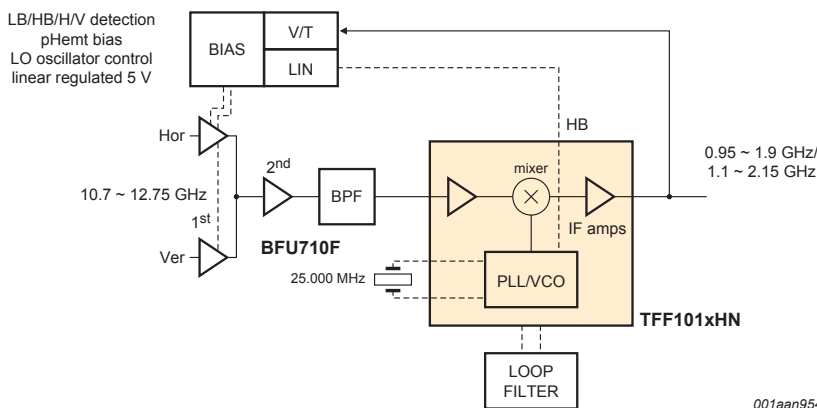 LB/HB/H/V detection
pHemt bias
LO oscillator control
linear regulated 5 V
BIAS
V/T
LIN
Hor
HB
0.95 ~ 1.9 GHz/
1.1 ~ 2.15 GHz
2nd
mixer
BPF
10.7 ~ 12.75 GHz
1st
IF amps
BFU710F
Ver
25.000 MHz
PLL/VCO
TFF101xHN
LOOP
FILTER
001aan954